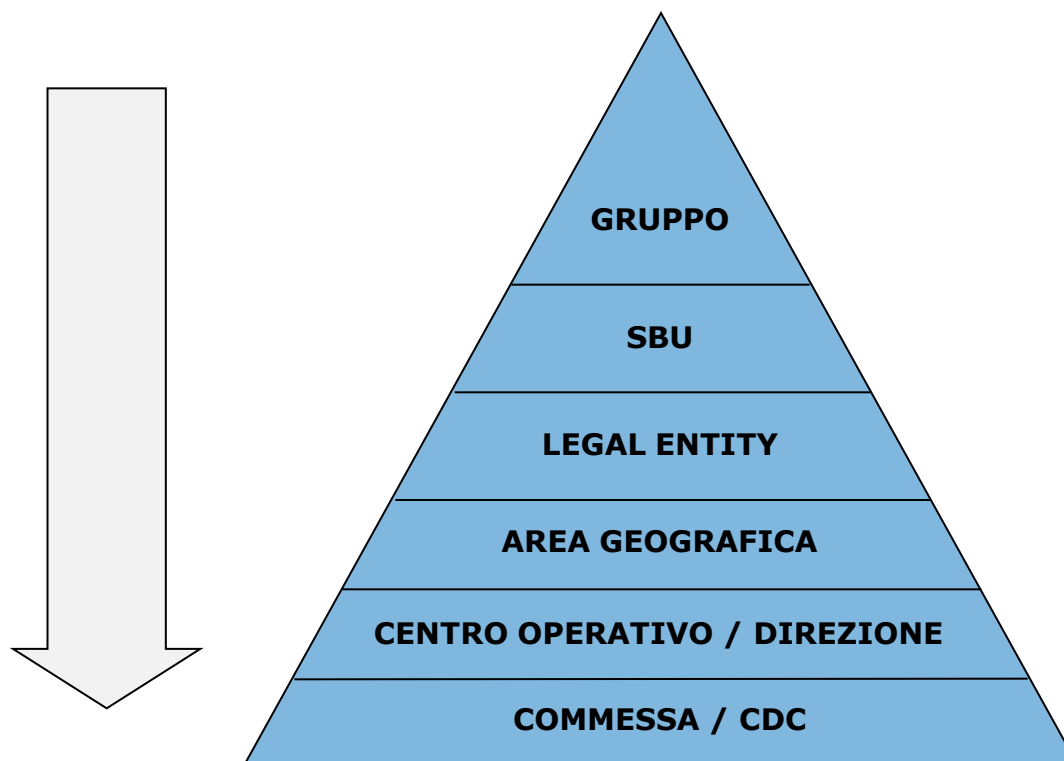 GRUPPO
SBU
LEGAL ENTITY
AREA GEOGRAFICA
CENTRO OPERATIVO / DIREZIONE
COMMESSA / CDC